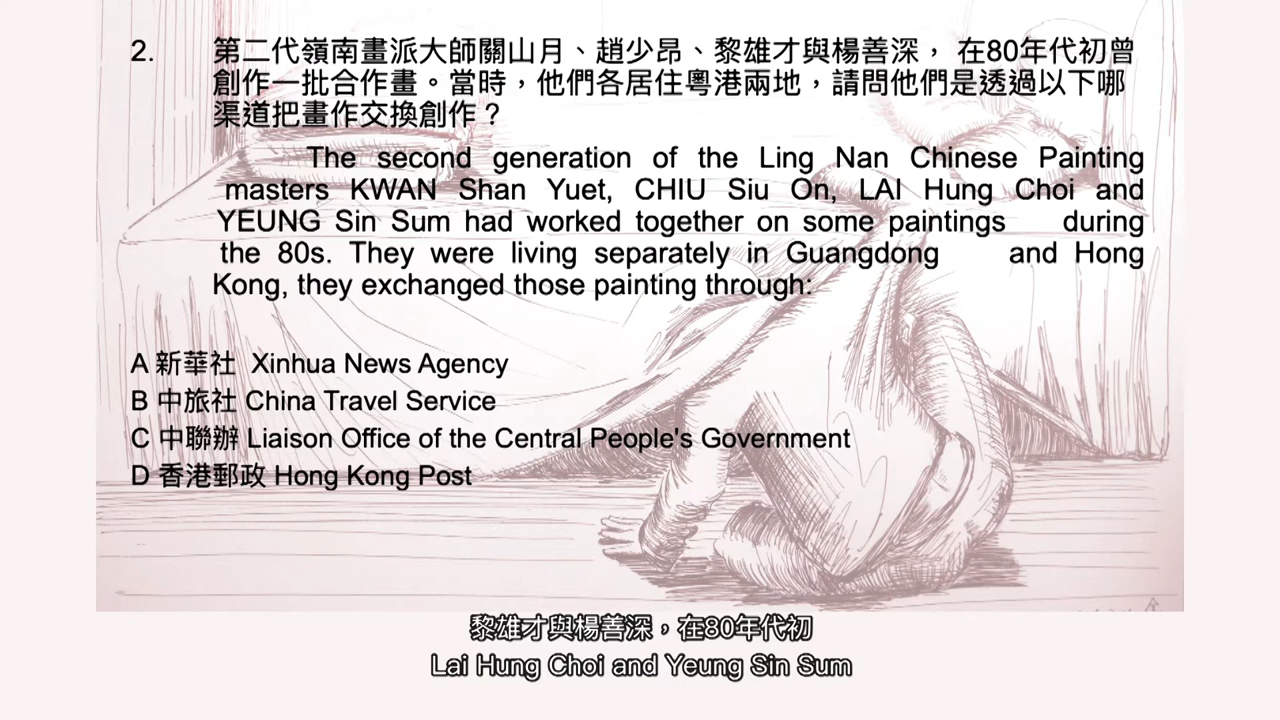 2. 第二代嶺南畫派大師關山月、趙少昂、黎雄才與楊善深， 在80年代初曾
創作一批合作畫。當時，他們各居住粵港兩地，請問他們是透過以下哪
渠道把畫作交換創作？
The second generation of the Ling Nan Chinese Painting
masters KWAN Shan Yuet, CHIU Siu On, LAI Hung Choi and
YEUNG Sin Sum had worked together on some paintings during
the 80s. They were living separately in Guangdong and Hong
Kong, they exchanged those painting through:
A 新華社 Xinhua News Agency
B 中旅社 China Travel Service
C 中聯辦 Liaison Office of the Central People's Government
D 香港郵政 Hong Kong Post
黎雄才與楊善深，在80年代初
Lai Hung Choi and Yeung Sin Sum